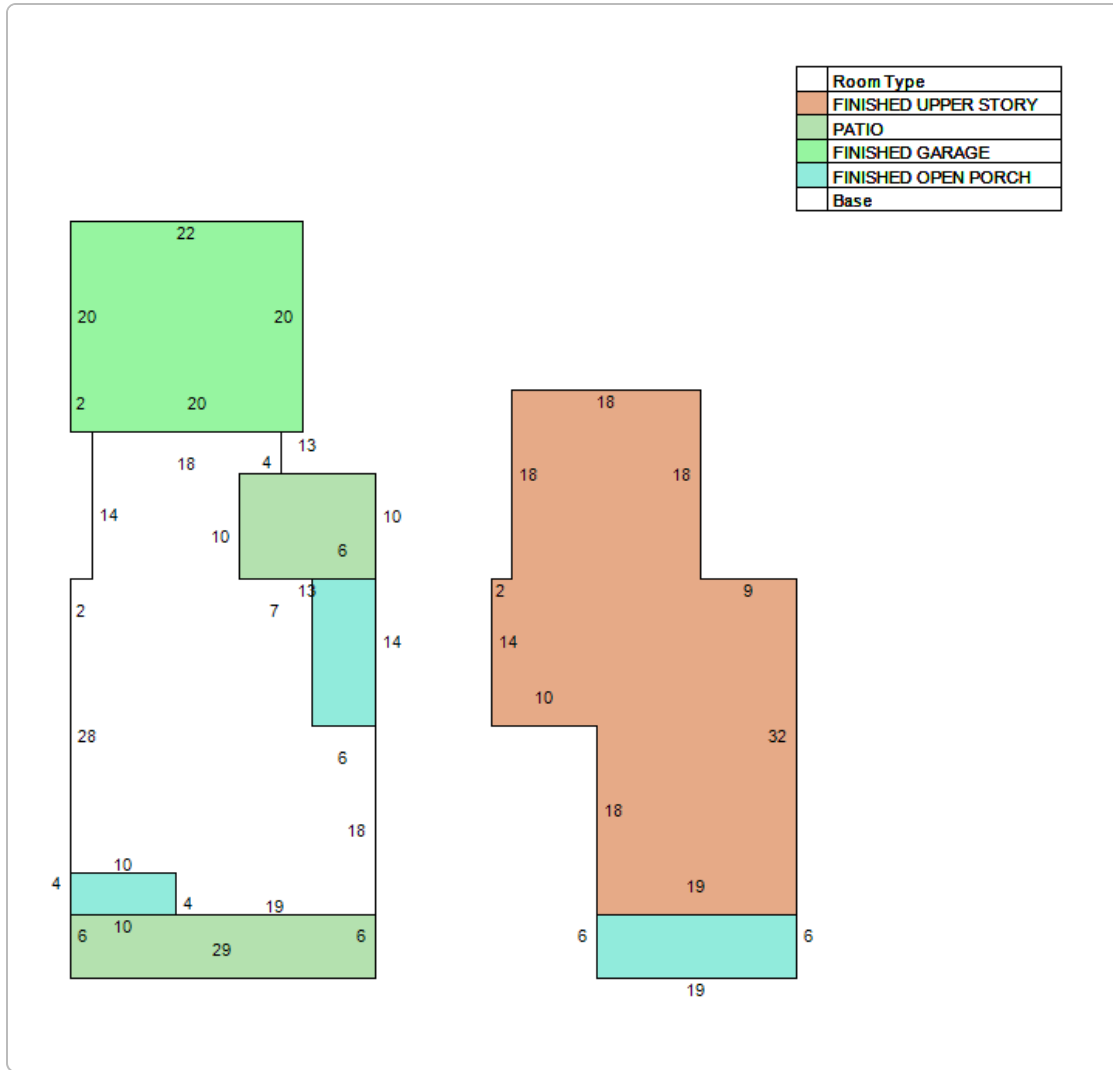 Room Type
FINISHED UPPER STORY
PATIO
FINISHED GARAGE
FINISHED OPEN PORCH
Base
22
20 20
2 20
18 4 13
14 10 10
6
2 7 13
14
28
6
18
10
4 4 19
10
6 29 6
18
18 18
2 9
14
10
32
18
19
6 6
19